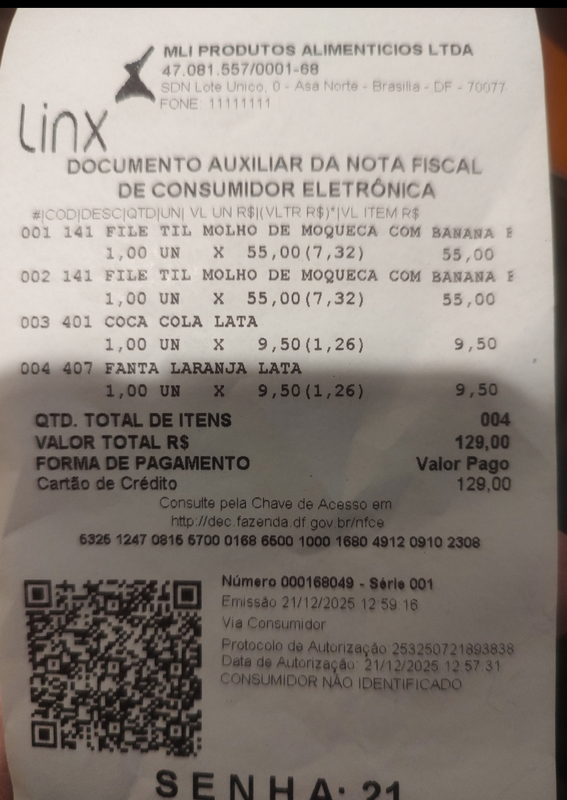 MLI PRODUTOS ALIMENTICIOS LTDA
47.081.557/0001-68
SDN Lote Unico, 0 - Asa Norte - Brasilia - DF - 70077
FONE: 11111111
Linx
DOCUMENTO AUXILIAR DA NOTA FISCAL
DE CONSUMIDOR ELETRÔNICA
#|COD|DESC|QTD|UN| VL UN R$|(VLTR R$)*|VL ITEM R$
001 141 FILE TIL MOLHO DE MOQUECA COM BANANA E
1,00 UN X 55,00(7,32) 55,00
002 141 FILE TIL MOLHO DE MOQUECA COM BANANA E
1,00 UN X 55,00(7,32) 55,00
003 401 COCA COLA LATA
1,00 UN X 9,50(1,26) 9,50
004 407 FANTA LARANJA LATA
1,00 UN X 9,50(1,26) 9,50
QTD. TOTAL DE ITENS 004
VALOR TOTAL R$ 129,00
FORMA DE PAGAMENTO Valor Pago
Cartão de Crédito 129,00
Consulte pela Chave de Acesso em
http://dec.fazenda.df.gov.br/nfce
5325 1247 0815 5700 0168 6500 1000 1680 4912 0910 2308
Número 000168049 - Série 001
Emissão 21/12/2025 12:59:16
Via Consumidor
Protocolo de Autorização 253250721893838
Data de Autorização 21/12/2025 12:57:31
CONSUMIDOR NÃO IDENTIFICADO
SENHA: 21